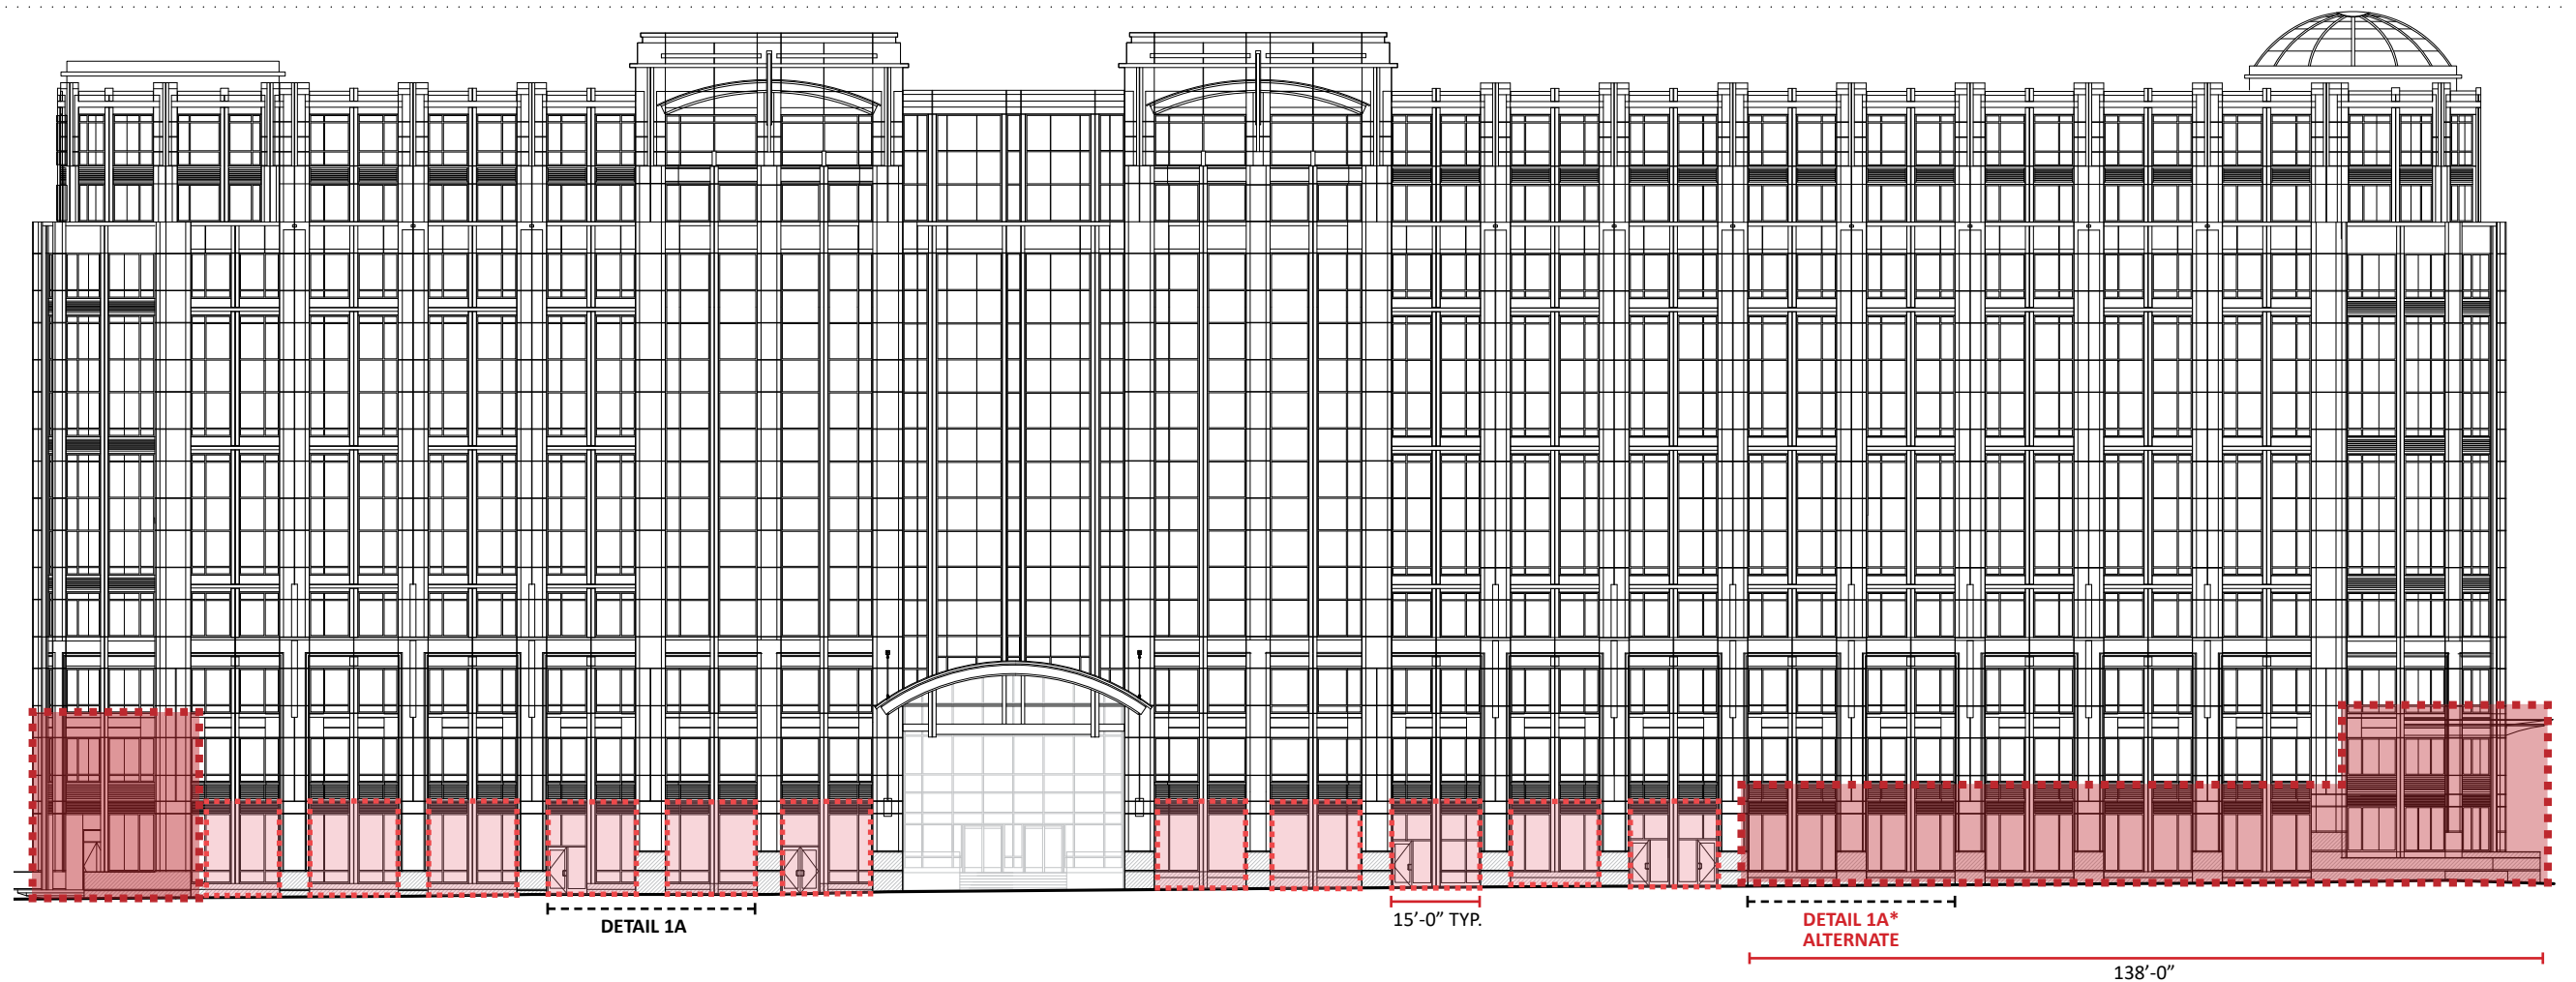 DETAIL 1A
15’-0” TYP.
DETAIL 1A*
ALTERNATE
138’-0”